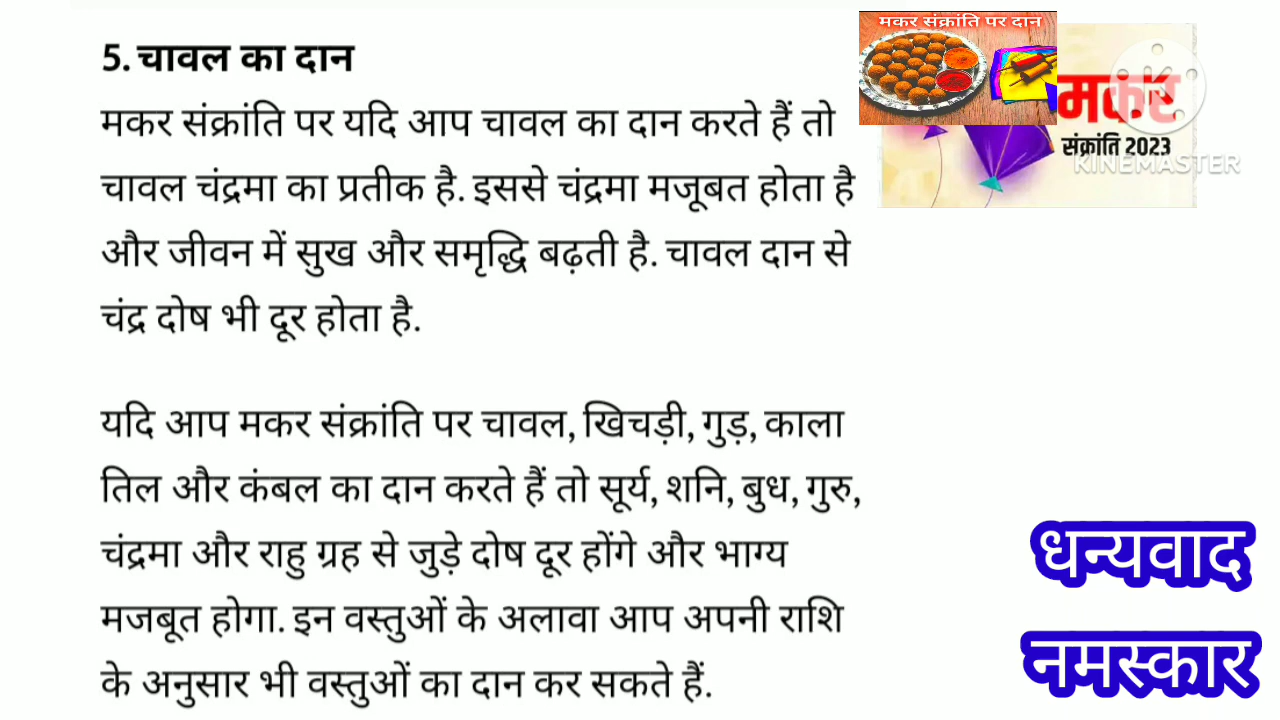 5. चावल का दान
मकर संक्रांति पर यदि आप चावल का दान करते हैं तो
चावल चंद्रमा का प्रतीक है. इससे चंद्रमा मजूबत होता है
और जीवन में सुख और समृद्धि बढ़ती है. चावल दान से
चंद्र दोष भी दूर होता है.
यदि आप मकर संक्रांति पर चावल, खिचड़ी, गुड़, काला
तिल और कंबल का दान करते हैं तो सूर्य, शनि, बुध, गुरु,
चंद्रमा और राहु ग्रह से जुड़े दोष दूर होंगे और भाग्य
मजबूत होगा. इन वस्तुओं के अलावा आप अपनी राशि
के अनुसार भी वस्तुओं का दान कर सकते हैं.
मकर संक्रांति पर दान
मकर
संक्रांति 2023
KINEMASTER
धन्यवाद
नमस्कार